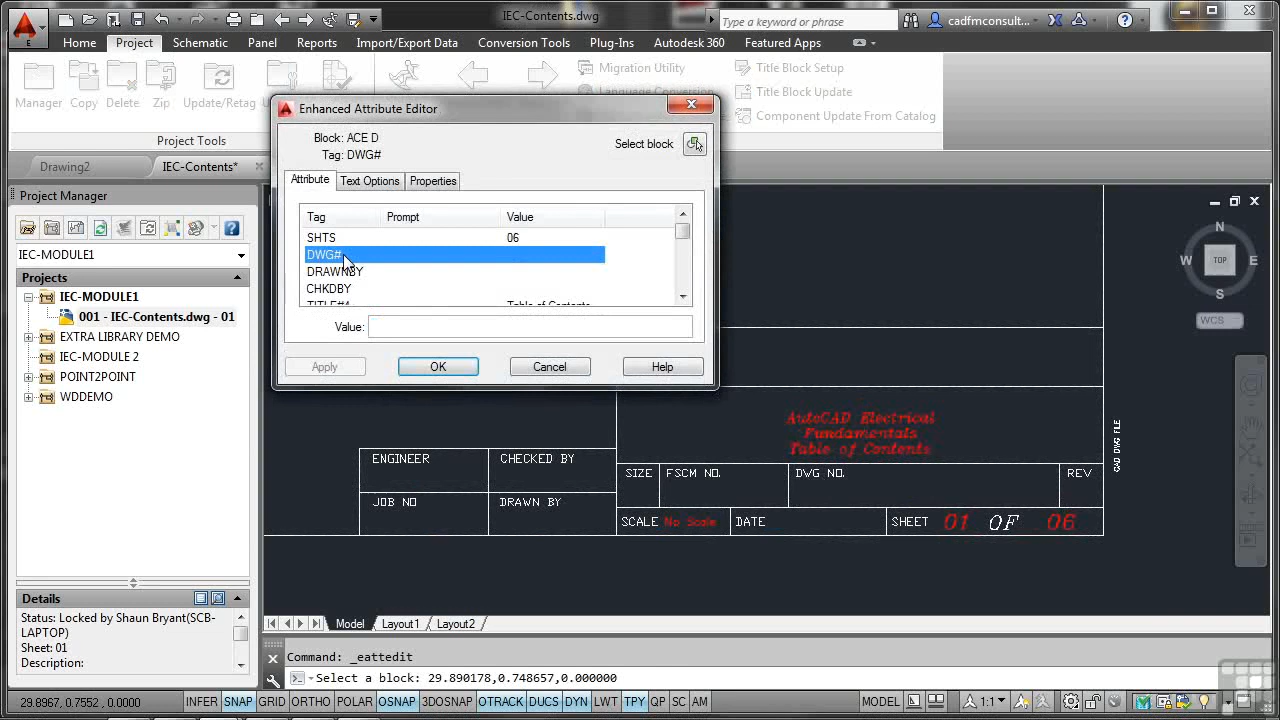 IEC-Contents.dwg
Type a keyword or phrase
cadfmconsult...
E
Home Project Schematic Panel Reports Import/Export Data Conversion Tools Plug-Ins Autodesk 360 Featured Apps
Manager Copy Delete Zip Update/Retag
Migration Utility
Title Block Setup
Title Block Update
Component Update From Catalog
Project Tools
Drawing2
IEC-Contents*
Enhanced Attribute Editor
Block: ACE D
Tag: DWG#
Select block
Attribute Text Options Properties
Tag Prompt Value
SHTS 06
DWG#
DRAWNBY
CHKDBY
TITLE#4 Table of Contents
Value:
Apply OK Cancel Help
Project Manager
IEC-MODULE1
Projects
IEC-MODULE1
001 - IEC-Contents.dwg - 01
EXTRA LIBRARY DEMO
IEC-MODULE 2
POINT2POINT
WDDEMO
Details
Status: Locked by Shaun Bryant(SCB-
LAPTOP)
Sheet: 01
Description:
N
W TOP E
S
WCS
AutoCAD Electrical
Fundamentals
Table of Contents
ENGINEER CHECKED BY
SIZE FSCM NO. DWG NO. REV
JOB NO DRAWN BY
SCALE No Scale DATE SHEET 01 OF 06
CAD DWG FILE
Model Layout1 Layout2
Command: _eattedit
Select a block: 29.890178,0.748657,0.000000
29.8967, 0.7552, 0.0000 INFER SNAP GRID ORTHO POLAR OSNAP 3DOSNAP OTRACK DUCS DYN LWT TPY QP SC AM MODEL 1:1